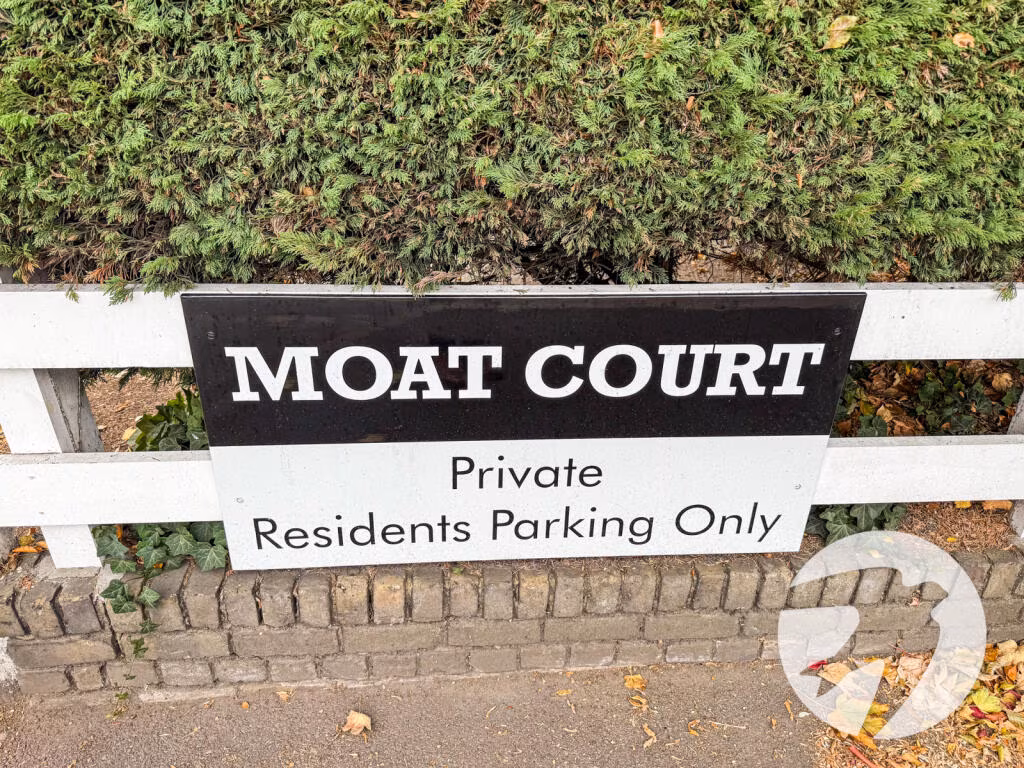 MOAT COURT
Private
Residents Parking Only